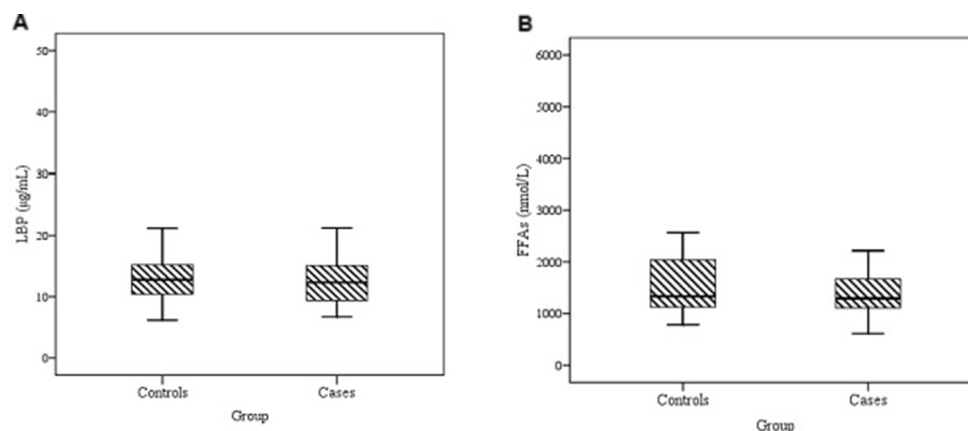 A
50
40
30
20
10
0
LBP (µg/mL)
Controls
Cases
Group
B
6000
5000
4000
3000
2000
1000
0
FFAs (nmol/L)
Controls
Cases
Group